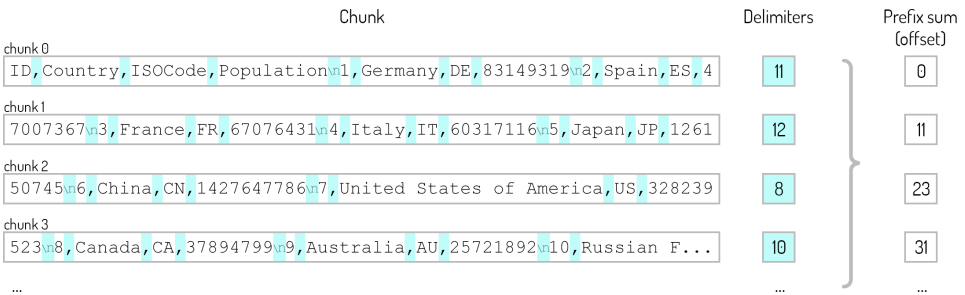 Chunk Delimiters Prefix sum
(offset)
chunk 0
ID,Country,ISOCode,Population\n1,Germany,DE,83149319\n2,Spain,ES,4 11 0
chunk 1
7007367\n3,France,FR,67076431\n4,Italy,IT,60317116\n5,Japan,JP,1261 12 11
chunk 2
50745\n6,China,CN,1427647786\n7,United States of America,US,328239 8 23
chunk 3
523\n8,Canada,CA,37894799\n9,Australia,AU,25721892\n10,Russian F... 10 31
... ... ...